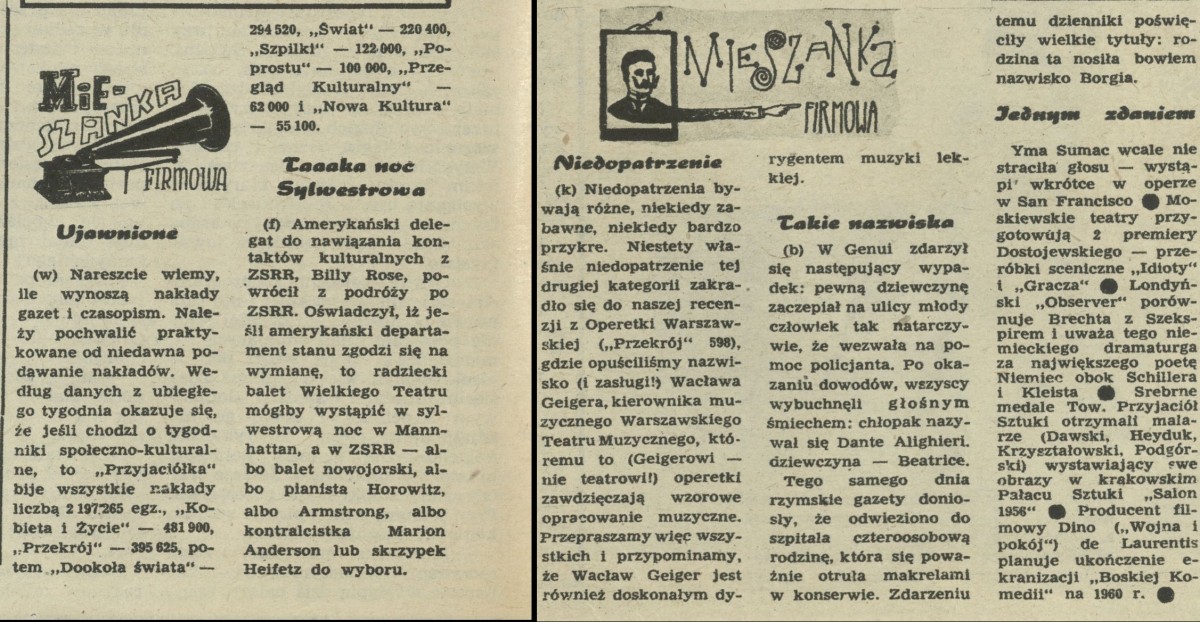 MiE-
SZANKA
FIRMOWA
Ujawnione
(w) Nareszcie wiemy,
ile wynoszą nakłady
gazet i czasopism. Nale-
ży pochwalić prakty-
kowane od niedawna po-
dawanie nakładów. We-
dług danych z ubiegłe-
go tygodnia okazuje się,
że jeśli chodzi o tygod-
niki społeczno-kultural-
ne, to „Przyjaciółka"
bije wszystkie nakłady
liczbą 2 197 265 egz., „Ko-
bieta i Życie" — 481 900,
„Przekrój" — 395 625, po-
tem „Dookoła świata" —
294 520, „Świat" — 220 400,
„Szpilki" — 122 000, „Po-
prostu" — 100 000, „Prze-
gląd Kulturalny" —
62 000 i „Nowa Kultura"
— 55 100.
Taaaka noc
Sylwestrowa
(f) Amerykański dele-
gat do nawiązania kon-
taktów kulturalnych z
ZSRR, Billy Rose, po-
wrócił z podróży po
ZSRR. Oświadczył, iż je-
śli amerykański departa-
ment stanu zgodzi się na
wymianę, to radziecki
balet Wielkiego Teatru
mógłby wystąpić w syl-
westrową noc w Mann-
hattan, a w ZSRR — al-
bo balet nowojorski, al-
bo pianista Horowitz,
albo Armstrong, albo
kontralcistka Marion
Anderson lub skrzypek
Heifetz do wyboru.
MiESZANKa
FIRMOWA
Niedopatrzenie
(k) Niedopatrzenia by-
wają różne, niekiedy za-
bawne, niekiedy bardzo
przykre. Niestety wła-
śnie niedopatrzenie tej
drugiej kategorii zakra-
dło się do naszej recen-
zji z Operetki Warszaw-
skiej („Przekrój" 598),
gdzie opuściliśmy nazwi-
sko (i zasługi!) Wacława
Geigera, kierownika mu-
zycznego Warszawskiego
Teatru Muzycznego, któ-
remu to (Geigerowi —
nie teatrowi!) operetki
zawdzięczają wzorowe
opracowanie muzyczne.
Przepraszamy więc wszy-
stkich i przypominamy,
że Wacław Geiger jest
również doskonałym dy-
rygentem muzyki lek-
kiej.
Takie nazwiska
(b) W Genui zdarzył
się następujący wypa-
dek: pewną dziewczynę
zaczepiał na ulicy młody
człowiek tak natarczy-
wie, że wezwała na po-
moc policjanta. Po oka-
zaniu dowodów, wszyscy
wybuchnęli głośnym
śmiechem: chłopak nazy-
wał się Dante Alighieri,
dziewczyna — Beatrice.
Tego samego dnia
rzymskie gazety donio-
sły, że odwieziono do
szpitala czteroosobową
rodzinę, która się powa-
żnie otruła makrelami
w konserwie. Zdarzeniu
temu dzienniki poświę-
ciły wielkie tytuły: ro-
dzina ta nosiła bowiem
nazwisko Borgia.
Jednym zdaniem
Yma Sumac wcale nie
straciła głosu — wystą-
pi wkrótce w operze
w San Francisco ● Mo-
skiewskie teatry przy-
gotowują 2 premiery
Dostojewskiego — prze-
róbki sceniczne „Idioty"
i „Gracza" ● Londyń-
ski „Observer" porów-
nuje Brechta z Szeks-
pirem i uważa tego nie-
mieckiego dramaturga
za największego poetę
Niemiec obok Schillera
i Kleista ● Srebrne
medale Tow. Przyjaciół
Sztuki otrzymali mala-
rze (Dawski, Heyduk,
Krzyształowski, Podgór-
ski) wystawiający swe
obrazy w krakowskim
Pałacu Sztuki „Salon
1956" ● Producent fil-
mowy Dino („Wojna i
pokój") de Laurentis
planuje ukończenie e-
kranizacji „Boskiej Ko-
medii" na 1960 r. ●